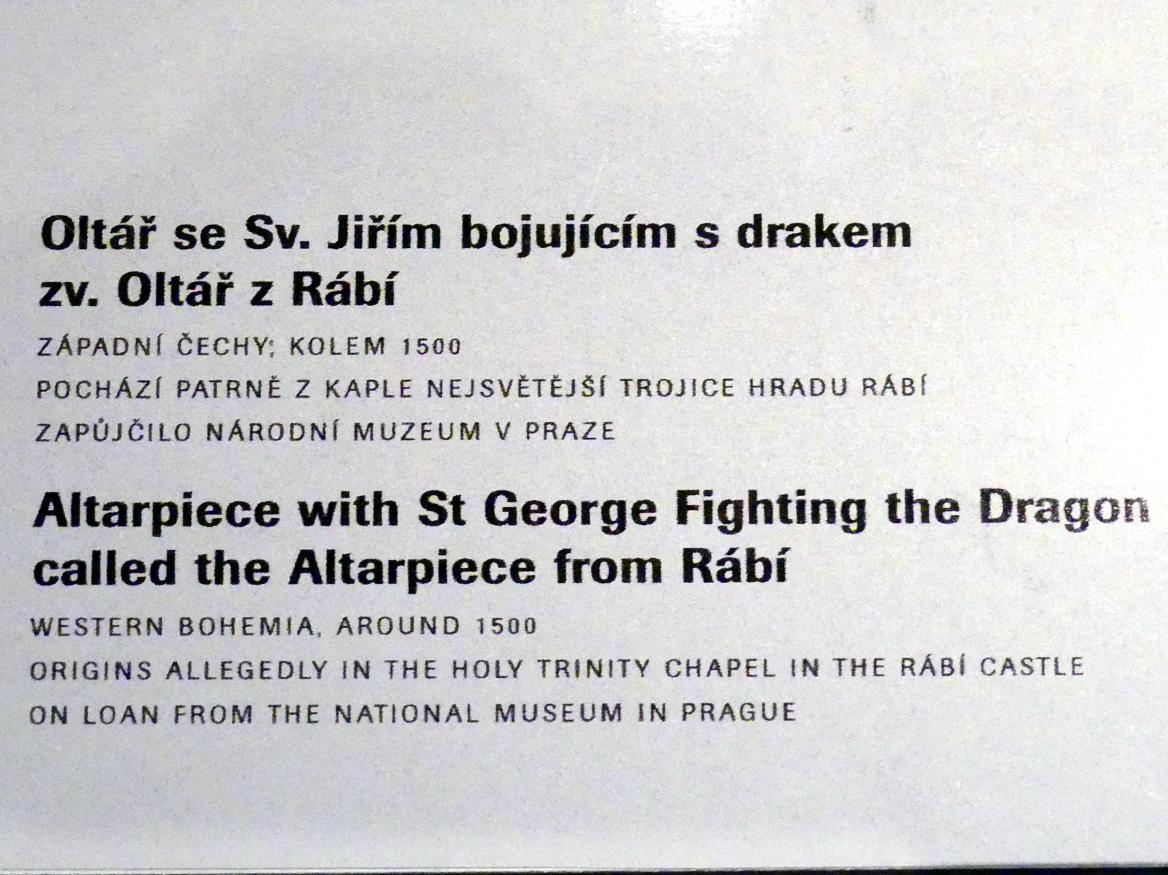 Oltář se Sv. Jiřím bojujícím s drakem
zv. Oltář z Rábí
ZÁPADNÍ ČECHY; KOLEM 1500
POCHÁZÍ PATRNĚ Z KAPLE NEJSVĚTĚJŠÍ TROJICE HRADU RÁBÍ
ZAPŮJČILO NÁRODNÍ MUZEUM V PRAZE
Altarpiece with St George Fighting the Dragon
called the Altarpiece from Rábí
WESTERN BOHEMIA, AROUND 1500
ORIGINS ALLEGEDLY IN THE HOLY TRINITY CHAPEL IN THE RÁBÍ CASTLE
ON LOAN FROM THE NATIONAL MUSEUM IN PRAGUE